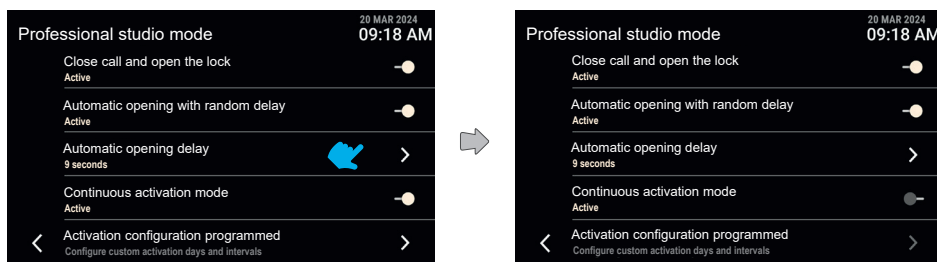 20 MAR 2024
Professional studio mode 09:18 AM
Close call and open the lock
Active
Automatic opening with random delay
Active
Automatic opening delay
9 seconds
Continuous activation mode
Active
Activation configuration programmed
Configure custom activation days and intervals
20 MAR 2024
Professional studio mode 09:18 AM
Close call and open the lock
Active
Automatic opening with random delay
Active
Automatic opening delay
9 seconds
Continuous activation mode
Active
Activation configuration programmed
Configure custom activation days and intervals